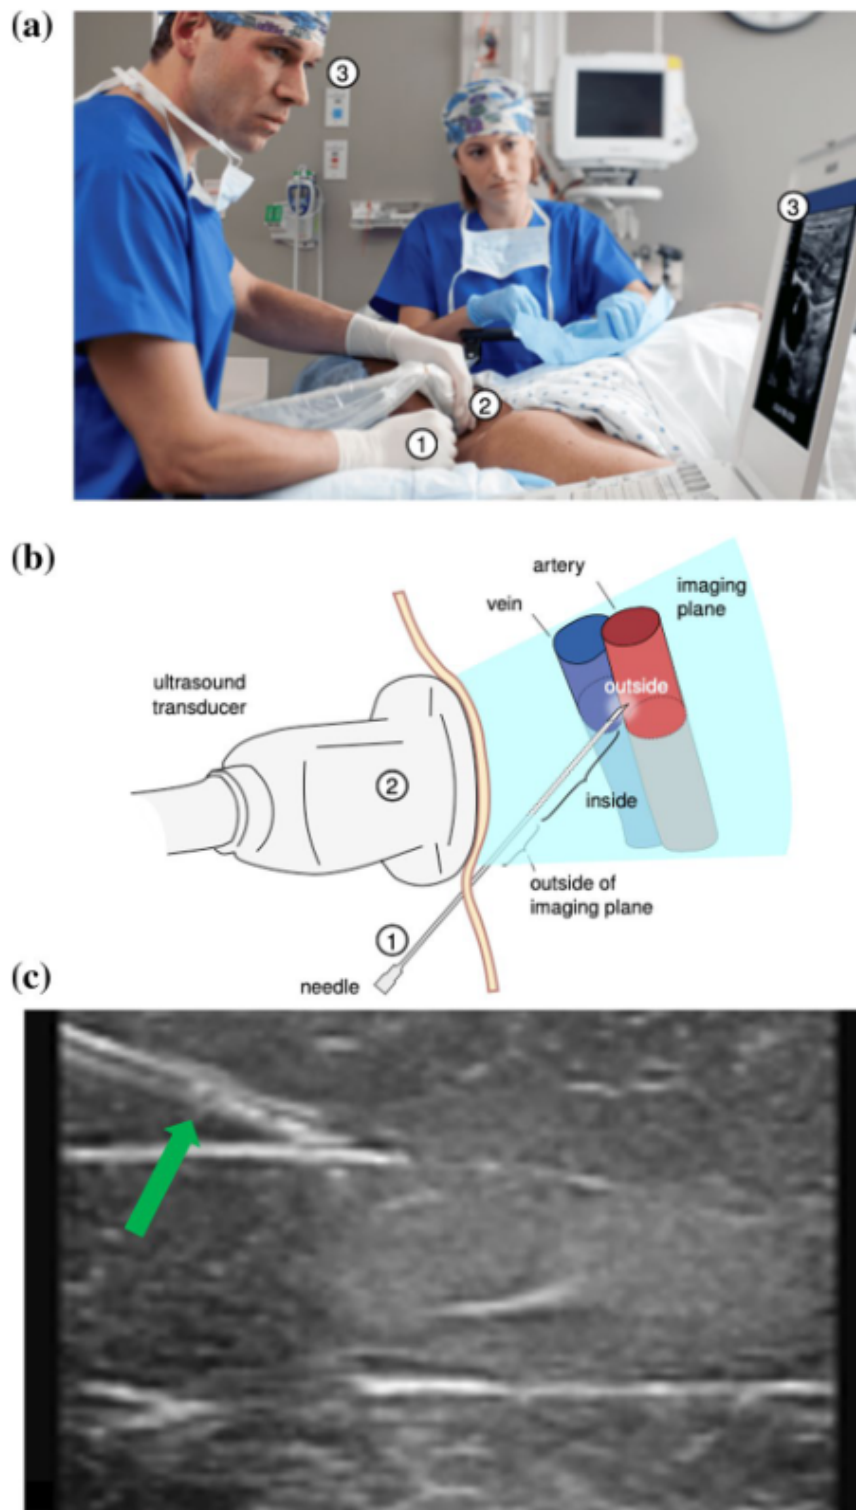 (a)
3
3
2
1
(b)
artery
imaging
plane
vein
outside
ultrasound
transducer
2
inside
outside of
imaging plane
1
needle
(c)